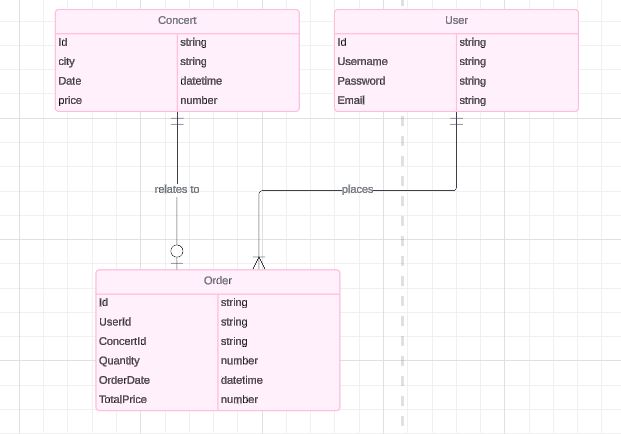 Concert
Id string
city string
Date datetime
price number
User
Id string
Username string
Password string
Email string
relates to
places
Order
Id string
UserId string
ConcertId string
Quantity number
OrderDate datetime
TotalPrice number